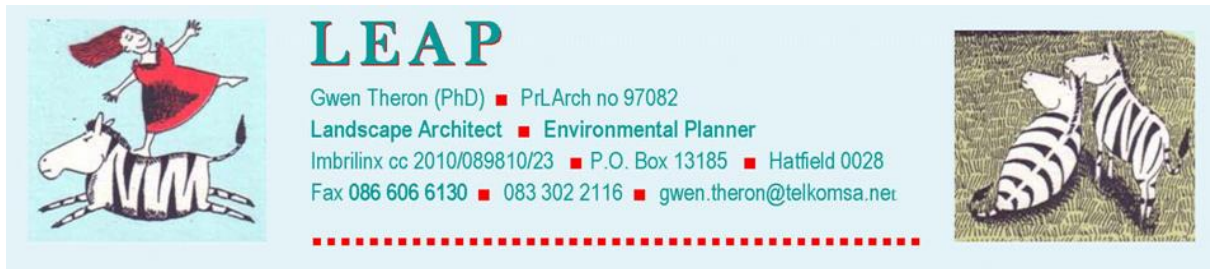 LEAP
Gwen Theron (PhD) ■ PrLArch no 97082
Landscape Architect ■ Environmental Planner
Imbrilinx cc 2010/089810/23 ■ P.O. Box 13185 ■ Hatfield 0028
Fax 086 606 6130 ■ 083 302 2116 ■ gwen.theron@telkomsa.net